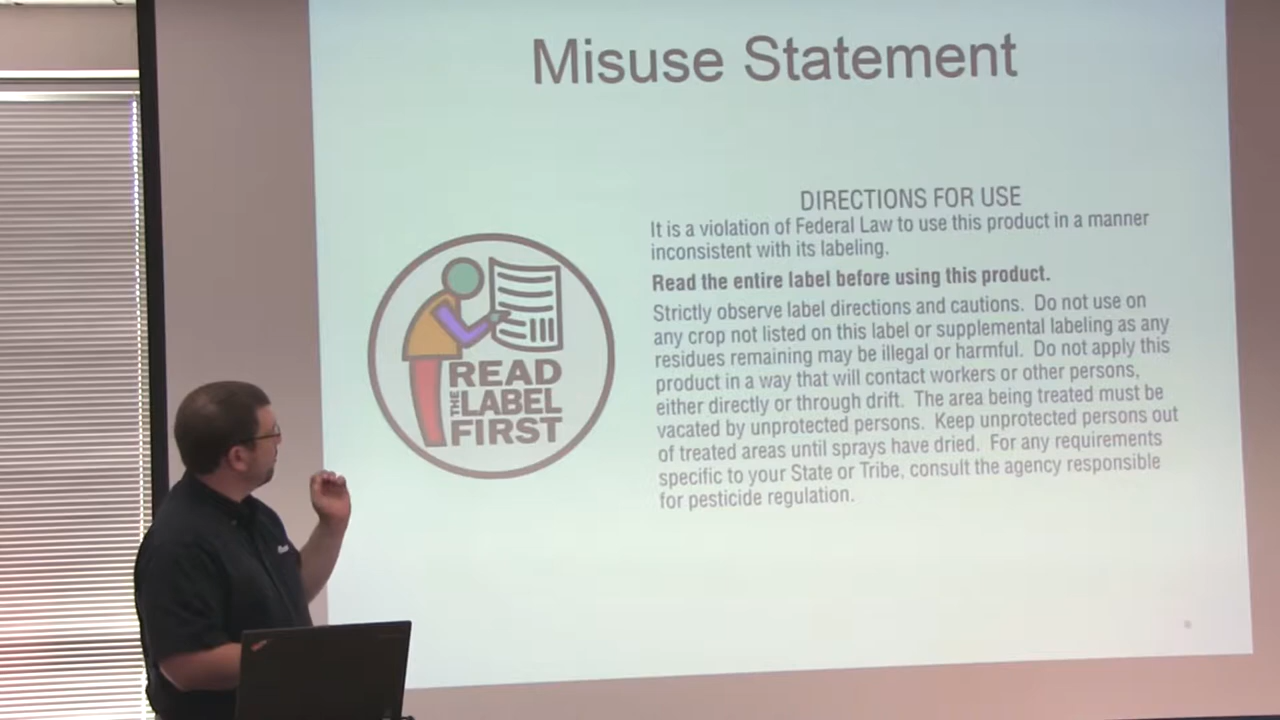 Misuse Statement
DIRECTIONS FOR USE
It is a violation of Federal Law to use this product in a manner
inconsistent with its labeling.
Read the entire label before using this product.
Strictly observe label directions and cautions. Do not use on
any crop not listed on this label or supplemental labeling as any
residues remaining may be illegal or harmful. Do not apply this
product in a way that will contact workers or other persons,
either directly or through drift. The area being treated must be
vacated by unprotected persons. Keep unprotected persons out
of treated areas until sprays have dried. For any requirements
specific to your State or Tribe, consult the agency responsible
for pesticide regulation.
READ
THE LABEL
FIRST